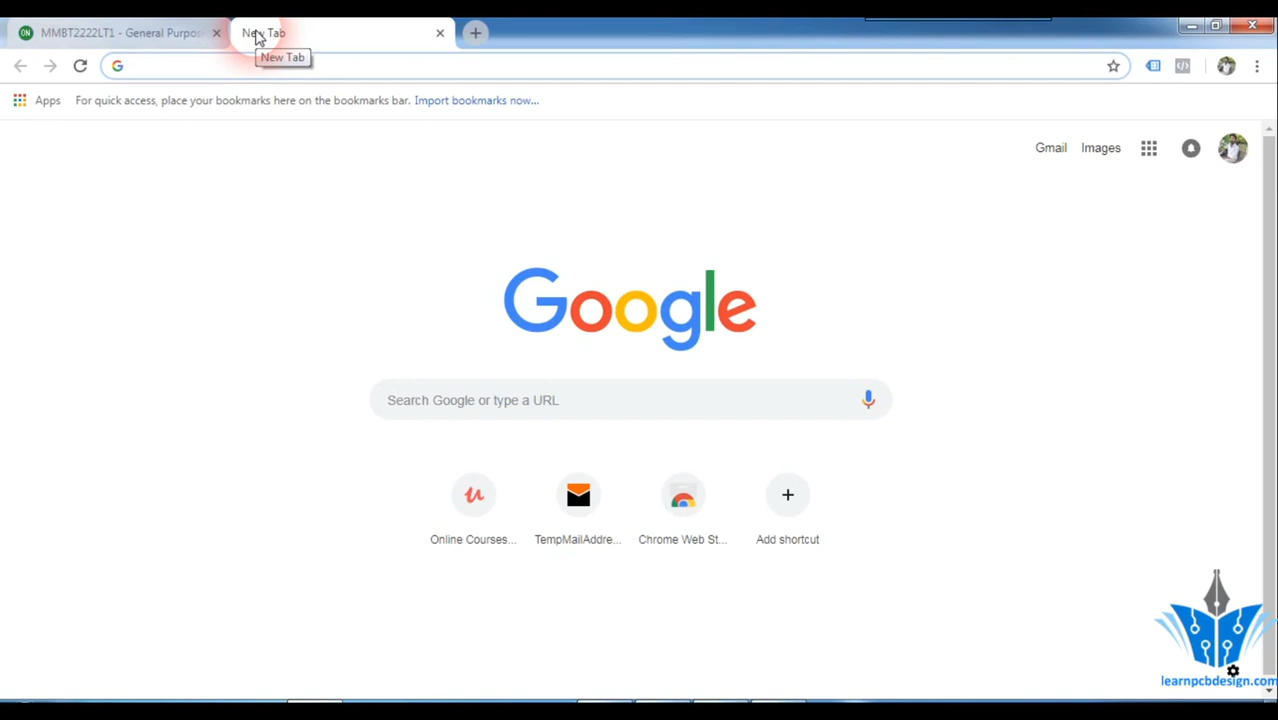 ON MMBT2222LT1 - General Purpos
New Tab
New Tab
Apps For quick access, place your bookmarks here on the bookmarks bar. Import bookmarks now...
Gmail Images
Google
Search Google or type a URL
Online Courses... TempMailAddre... Chrome Web St... Add shortcut
learnpcbdesign.com